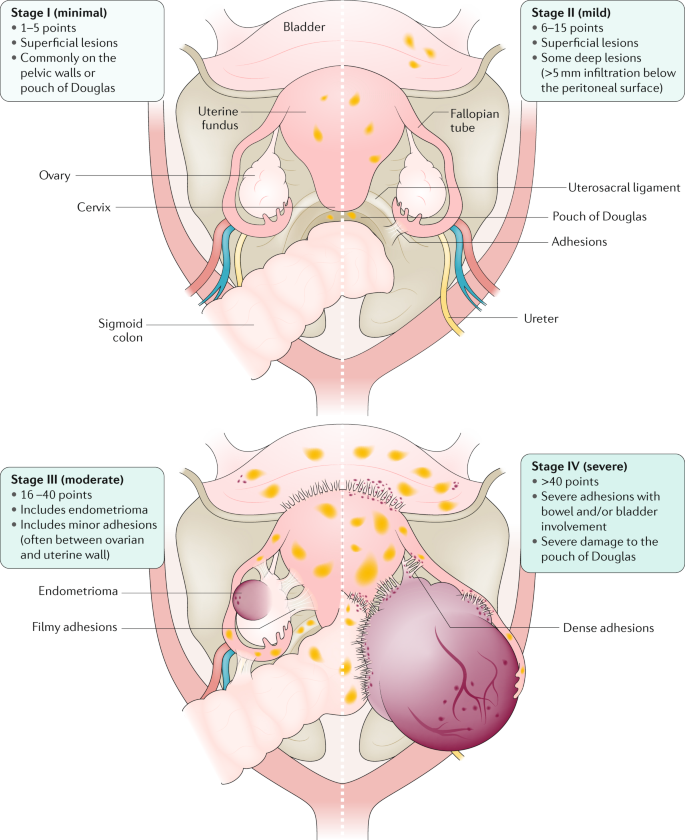 Stage I (minimal)
• 1–5 points
• Superficial lesions
• Commonly on the
pelvic walls or
pouch of Douglas
Bladder
Stage II (mild)
• 6–15 points
• Superficial lesions
• Some deep lesions
(>5 mm infiltration below
the peritoneal surface)
Uterine
fundus
Fallopian
tube
Ovary
Uterosacral ligament
Cervix
Pouch of Douglas
Adhesions
Sigmoid
colon
Ureter
Stage III (moderate)
• 16–40 points
• Includes endometrioma
• Includes minor adhesions
(often between ovarian
and uterine wall)
Stage IV (severe)
• >40 points
• Severe adhesions with
bowel and/or bladder
involvement
• Severe damage to the
pouch of Douglas
Endometrioma
Filmy adhesions
Dense adhesions